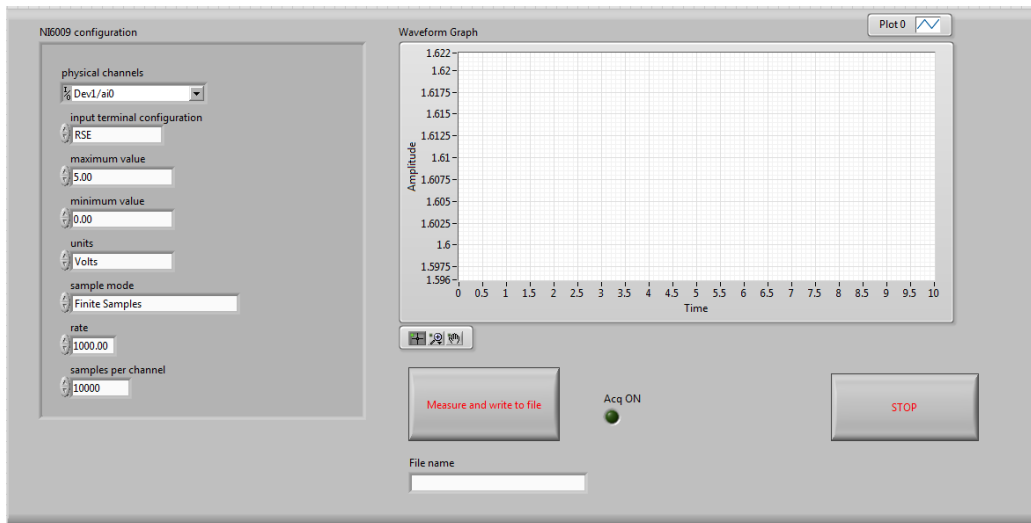 NI6009 configuration
physical channels
Dev1/ai0
input terminal configuration
RSE
maximum value
5.00
minimum value
0.00
units
Volts
sample mode
Finite Samples
rate
1000.00
samples per channel
10000
Waveform Graph
Plot 0
Amplitude
1.622
1.62
1.6175
1.615
1.6125
1.61
1.6075
1.605
1.6025
1.6
1.5975
1.596
0 0.5 1 1.5 2 2.5 3 3.5 4 4.5 5 5.5 6 6.5 7 7.5 8 8.5 9 9.5 10
Time
Measure and write to file
Acq ON
STOP
File name